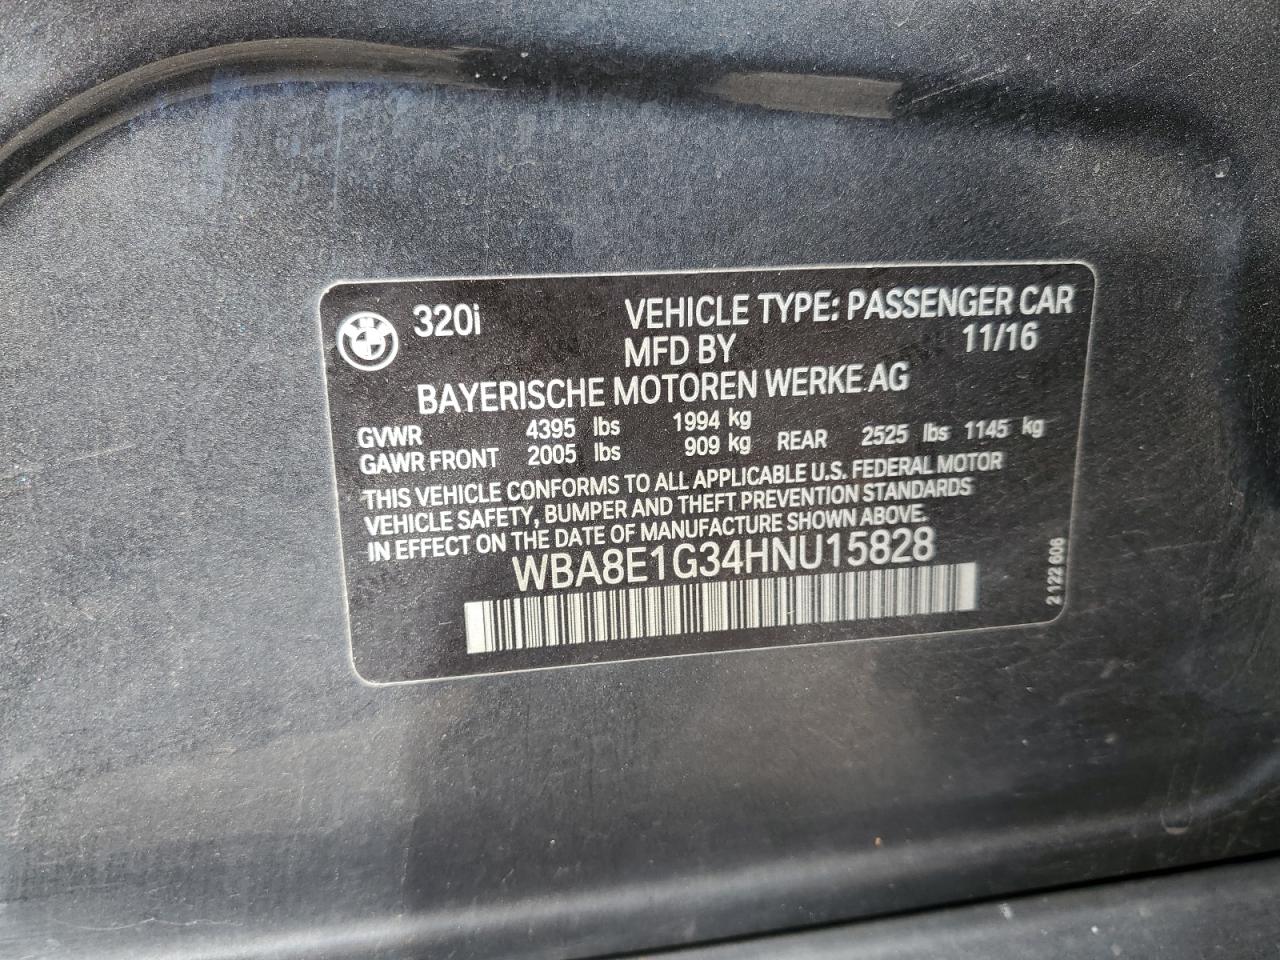 320i VEHICLE TYPE: PASSENGER CAR
MFD BY 11/16
BAYERISCHE MOTOREN WERKE AG
GVWR 4395 lbs 1994 kg
GAWR FRONT 2005 lbs 909 kg REAR 2525 lbs 1145 kg
THIS VEHICLE CONFORMS TO ALL APPLICABLE U.S. FEDERAL MOTOR
VEHICLE SAFETY, BUMPER AND THEFT PREVENTION STANDARDS
IN EFFECT ON THE DATE OF MANUFACTURE SHOWN ABOVE.
WBA8E1G34HNU15828
2 122 606